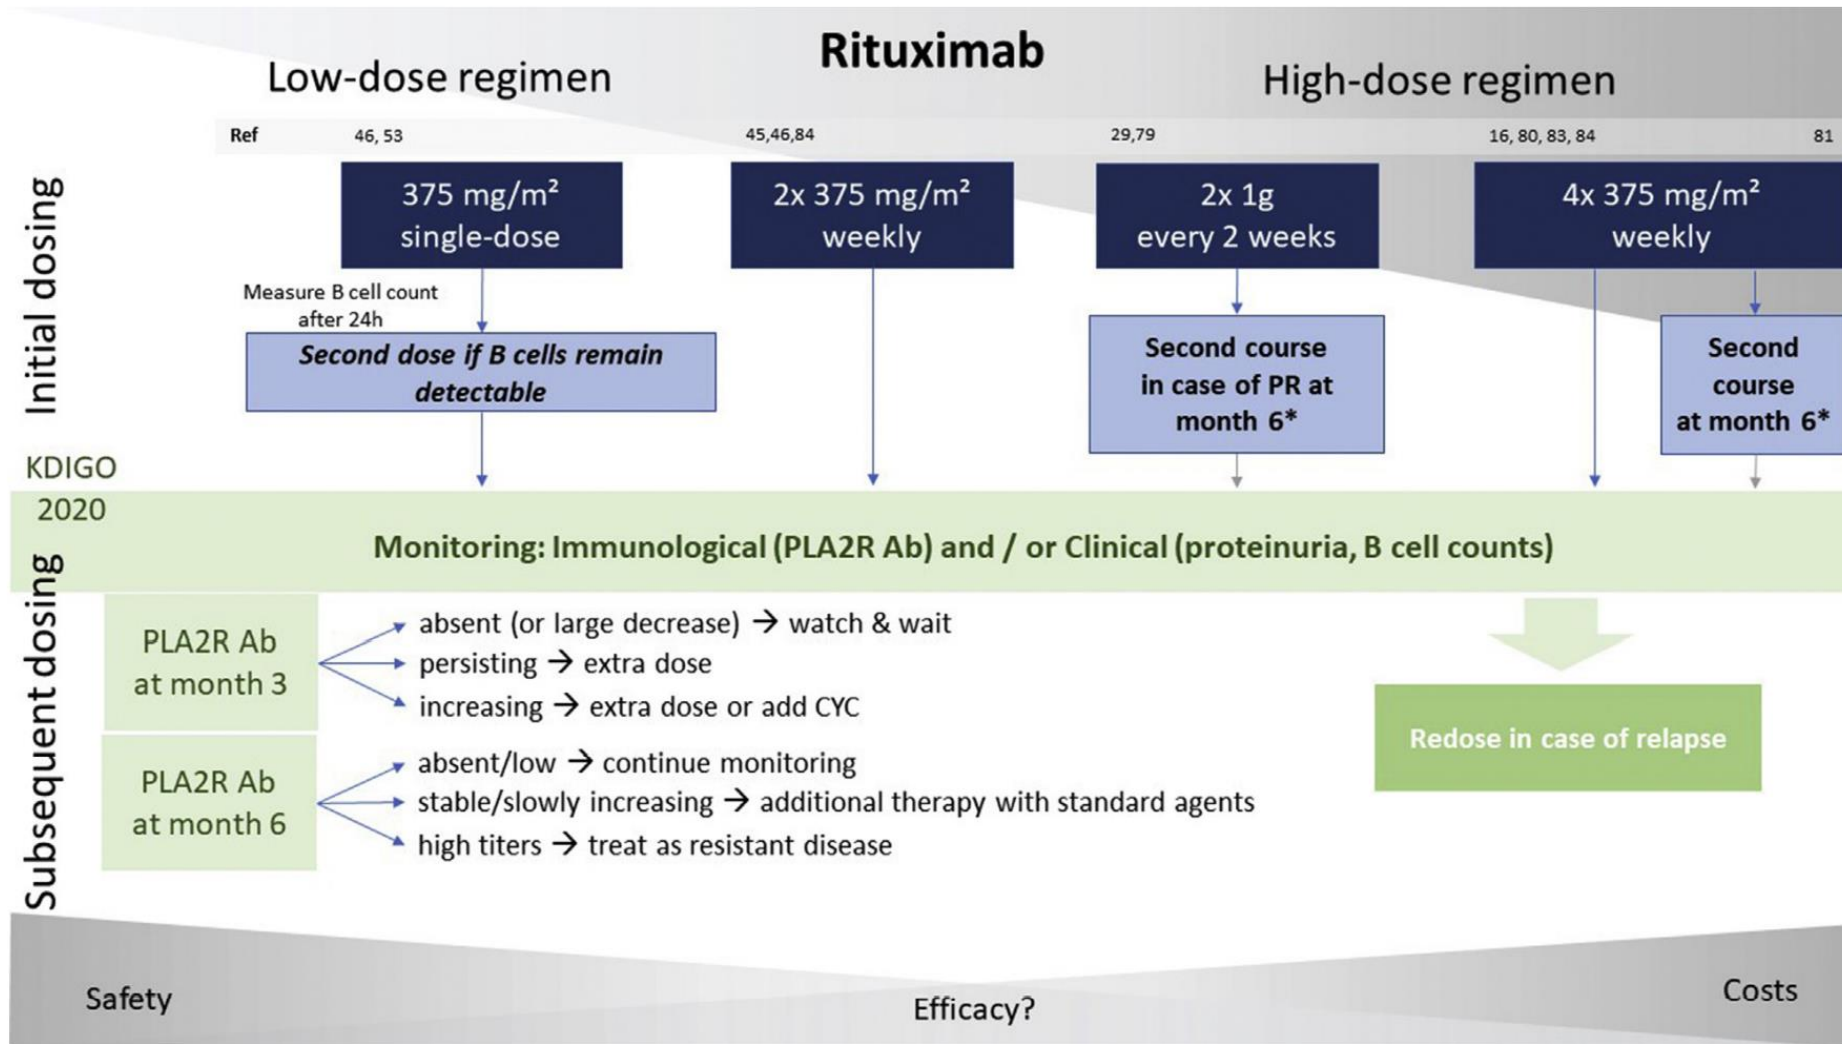 Rituximab
Low-dose regimen
High-dose regimen
Ref
46, 53
45,46,84
29,79
16, 80, 83, 84
81
Initial dosing
375 mg/m²
single-dose
2x 375 mg/m²
weekly
2x 1g
every 2 weeks
4x 375 mg/m²
weekly
Measure B cell count
after 24h
Second dose if B cells remain
detectable
Second course
in case of PR at
month 6*
Second
course
at month 6*
KDIGO
2020
Monitoring: Immunological (PLA2R Ab) and / or Clinical (proteinuria, B cell counts)
Subsequent dosing
PLA2R Ab
at month 3
absent (or large decrease) → watch & wait
persisting → extra dose
increasing → extra dose or add CYC
PLA2R Ab
at month 6
absent/low → continue monitoring
stable/slowly increasing → additional therapy with standard agents
high titers → treat as resistant disease
Redose in case of relapse
Safety
Efficacy?
Costs